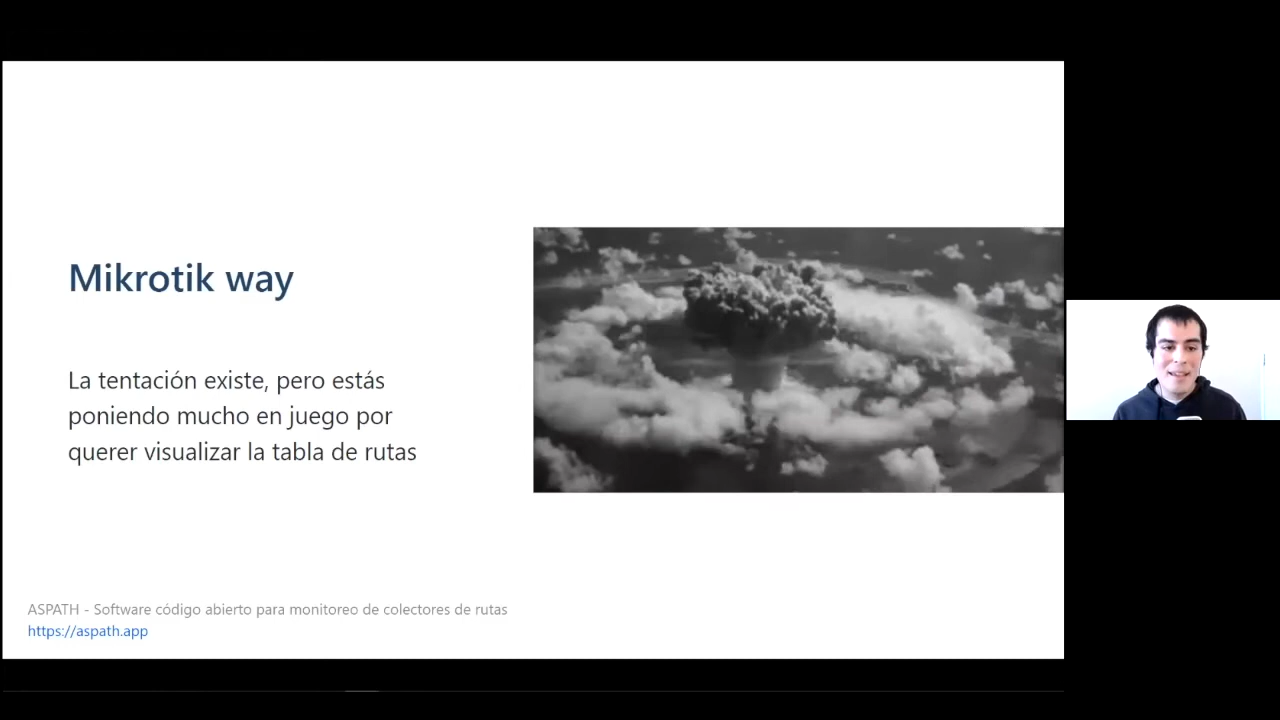 Mikrotik way
La tentación existe, pero estás
poniendo mucho en juego por
querer visualizar la tabla de rutas
ASPATH - Software código abierto para monitoreo de colectores de rutas
https://aspath.app